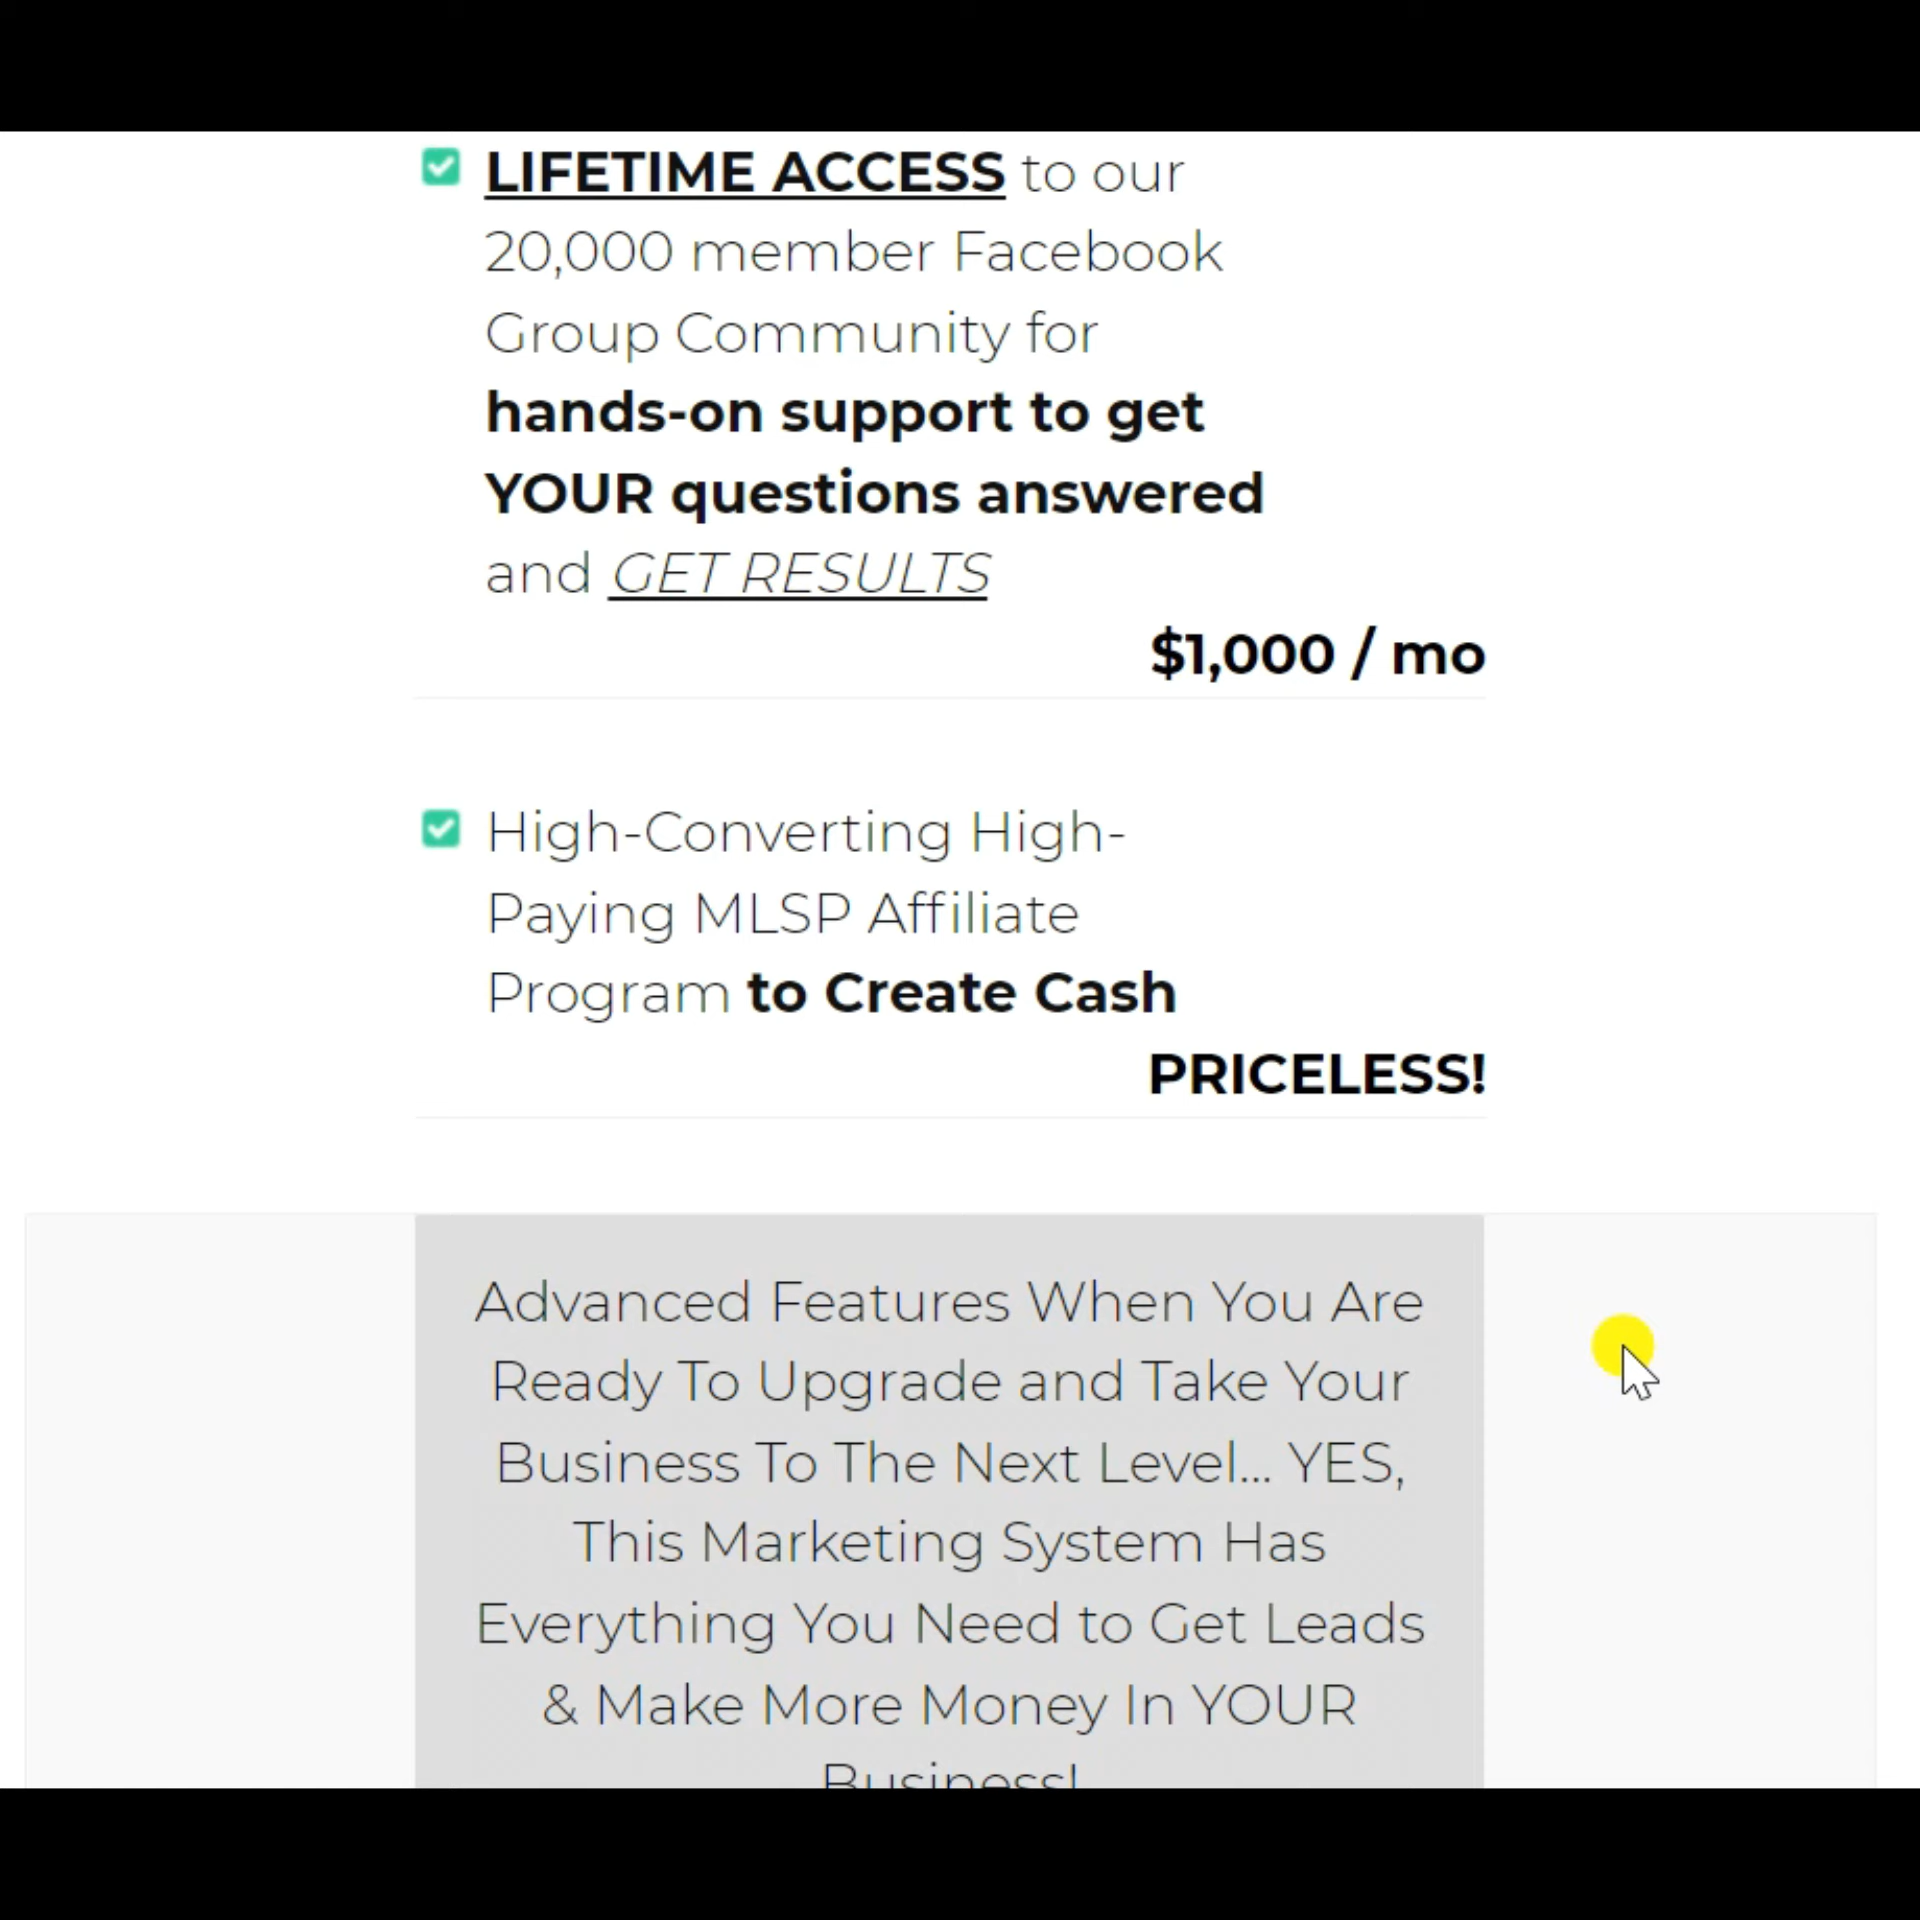 LIFETIME ACCESS to our
20,000 member Facebook
Group Community for
hands-on support to get
YOUR questions answered
and GET RESULTS
$1,000 / mo
High-Converting High-
Paying MLSP Affiliate
Program to Create Cash
PRICELESS!
Advanced Features When You Are
Ready To Upgrade and Take Your
Business To The Next Level... YES,
This Marketing System Has
Everything You Need to Get Leads
& Make More Money In YOUR
Business!